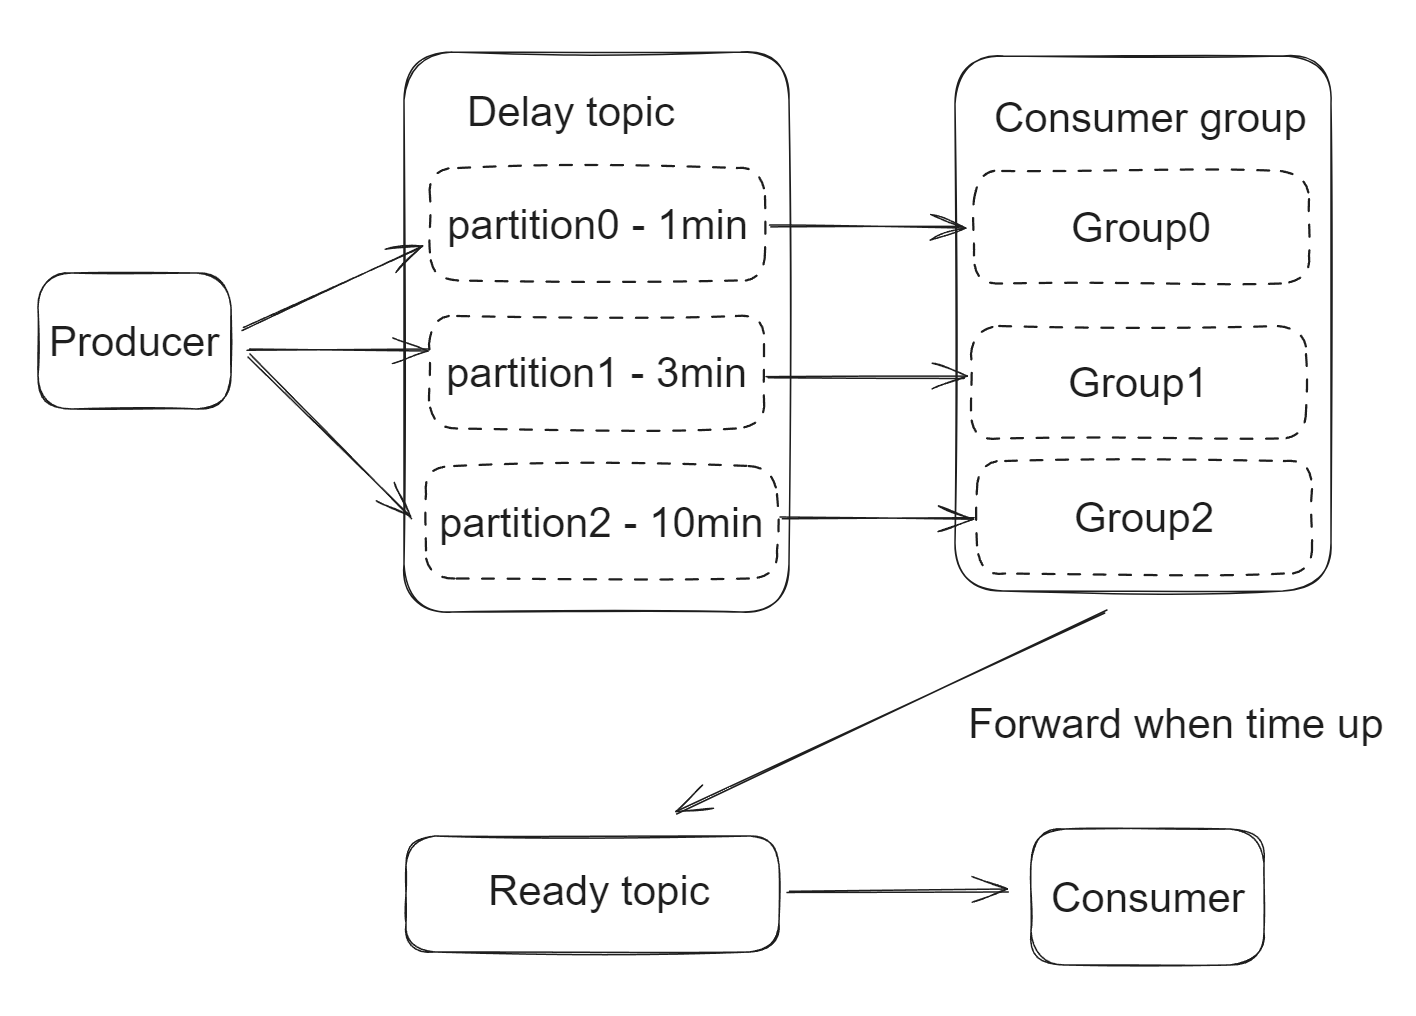 Delay topic
Consumer group
partition0 - 1min
Group0
Producer
partition1 - 3min
Group1
partition2 - 10min
Group2
Forward when time up
Ready topic
Consumer